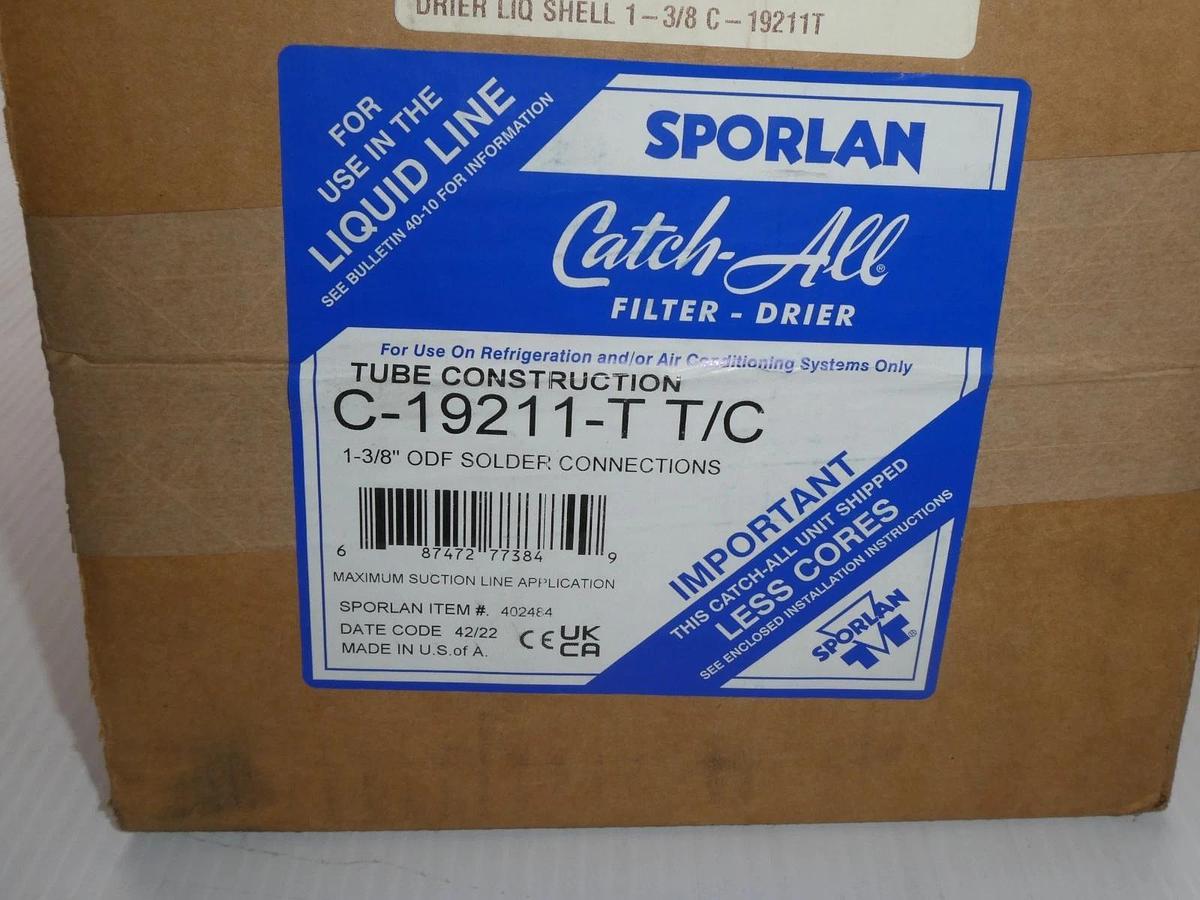 DRIER LIQ SHELL 1-3/8 C-19211T
FOR
USE IN THE
LIQUID LINE
SEE BULLETIN 40-10 FOR INFORMATION
SPORLAN
Catch-All®
FILTER - DRIER
For Use On Refrigeration and/or Air Conditioning Systems Only
TUBE CONSTRUCTION
C-19211-T T/C
1-3/8" ODF SOLDER CONNECTIONS
6 87472 77384 9
MAXIMUM SUCTION LINE APPLICATION
SPORLAN ITEM #. 402484
DATE CODE 42/22
MADE IN U.S.of A.
CE UK
CA
IMPORTANT
THIS CATCH-ALL UNIT SHIPPED
LESS CORES
SEE ENCLOSED INSTALLATION INSTRUCTIONS
SPORLAN
®